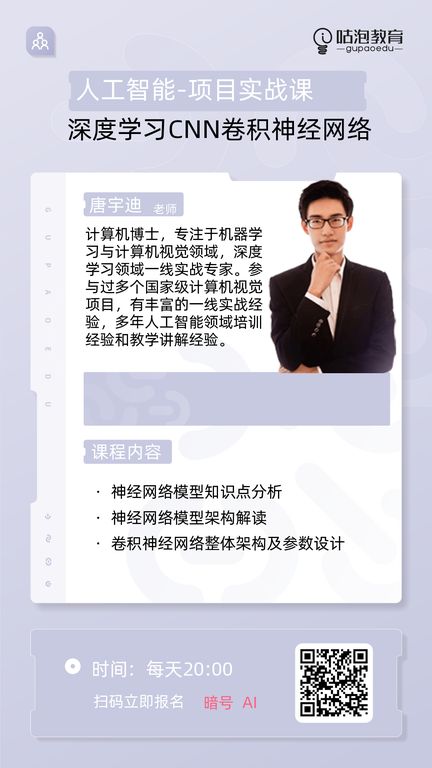 咕泡教育
gupaoedu
人工智能-项目实战课
深度学习CNN卷积神经网络
GUPAOEDU
唐宇迪 老师
计算机博士，专注于机器学
习与计算机视觉领域，深度
学习领域一线实战专家。参
与过多个国家级计算机视觉
项目，有丰富的一线实战经
验，多年人工智能领域培训
经验和教学讲解经验。
课程内容
· 神经网络模型知识点分析
· 神经网络模型架构解读
· 卷积神经网络整体架构及参数设计
时间：每天20:00
扫码立即报名 暗号 AI